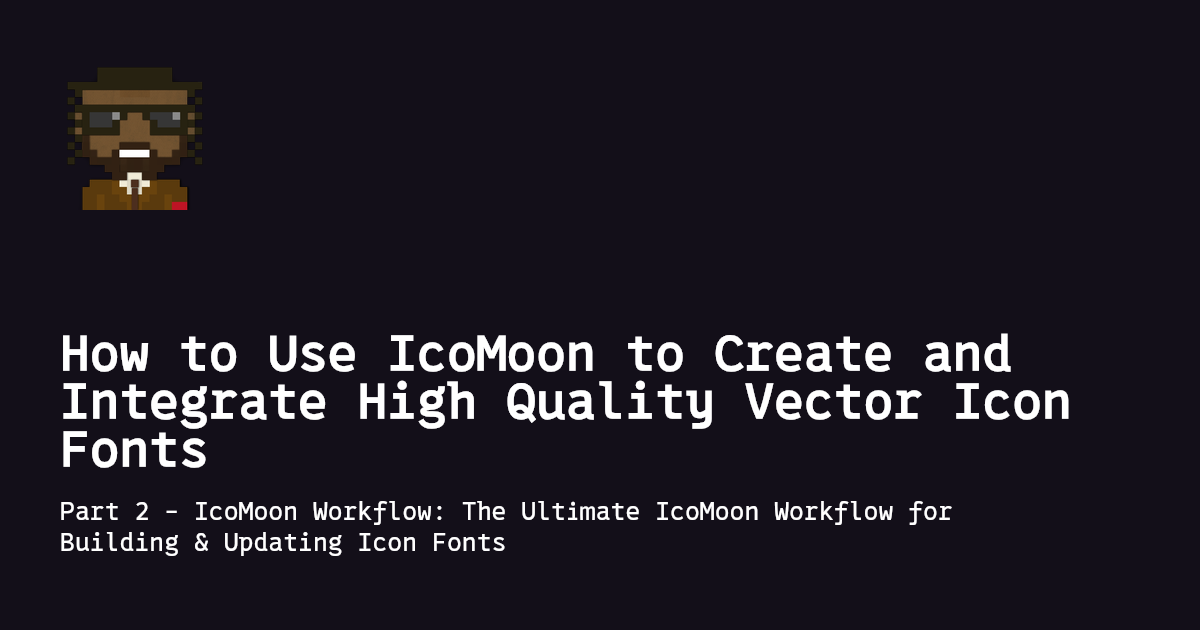 How to Use IcoMoon to Create and
Integrate High Quality Vector Icon
Fonts
Part 2 – IcoMoon Workflow: The Ultimate IcoMoon Workflow for
Building & Updating Icon Fonts